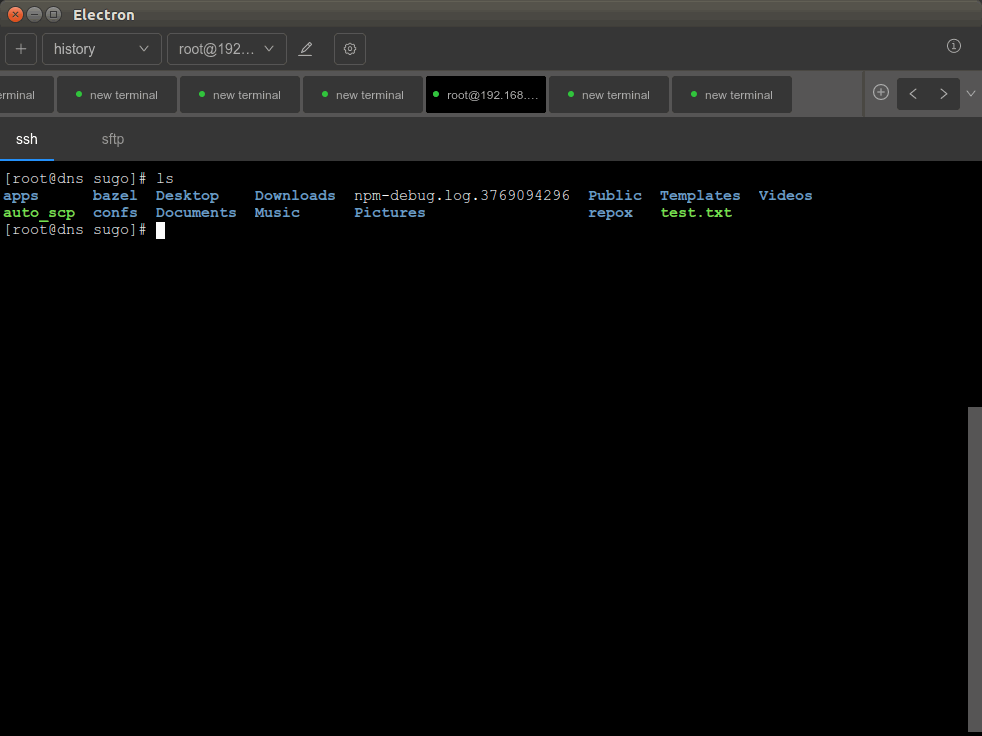 Electron
history root@192...
rminal new terminal new terminal new terminal root@192.168.... new terminal new terminal
ssh sftp
[root@dns sugo]# ls
apps bazel Desktop Downloads npm-debug.log.3769094296 Public Templates Videos
auto_scp confs Documents Music Pictures repox test.txt
[root@dns sugo]#